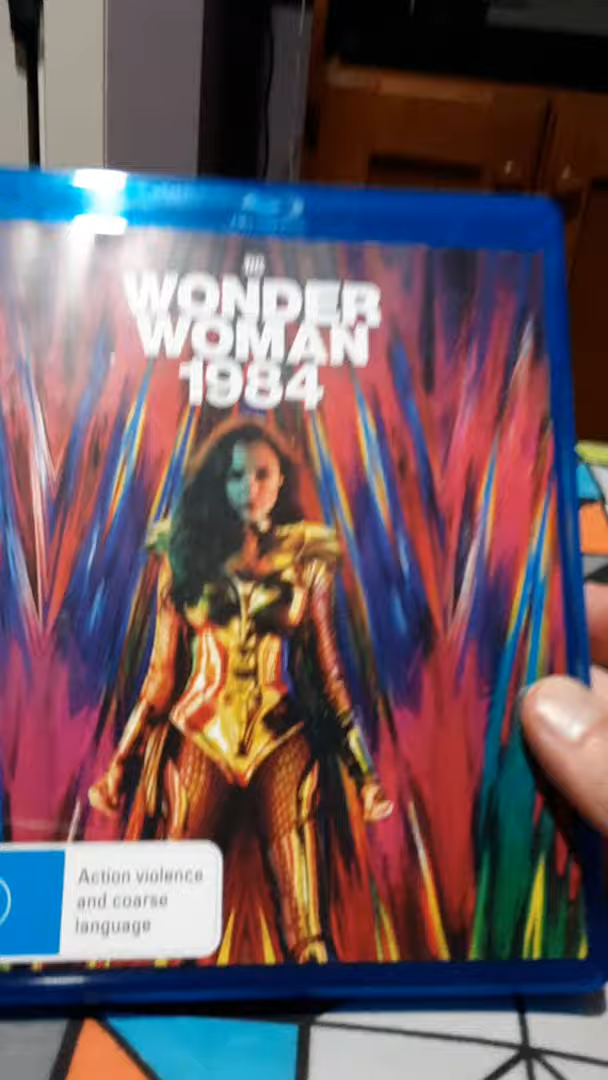 WONDER
WOMAN
1984
Action violence
and coarse
language